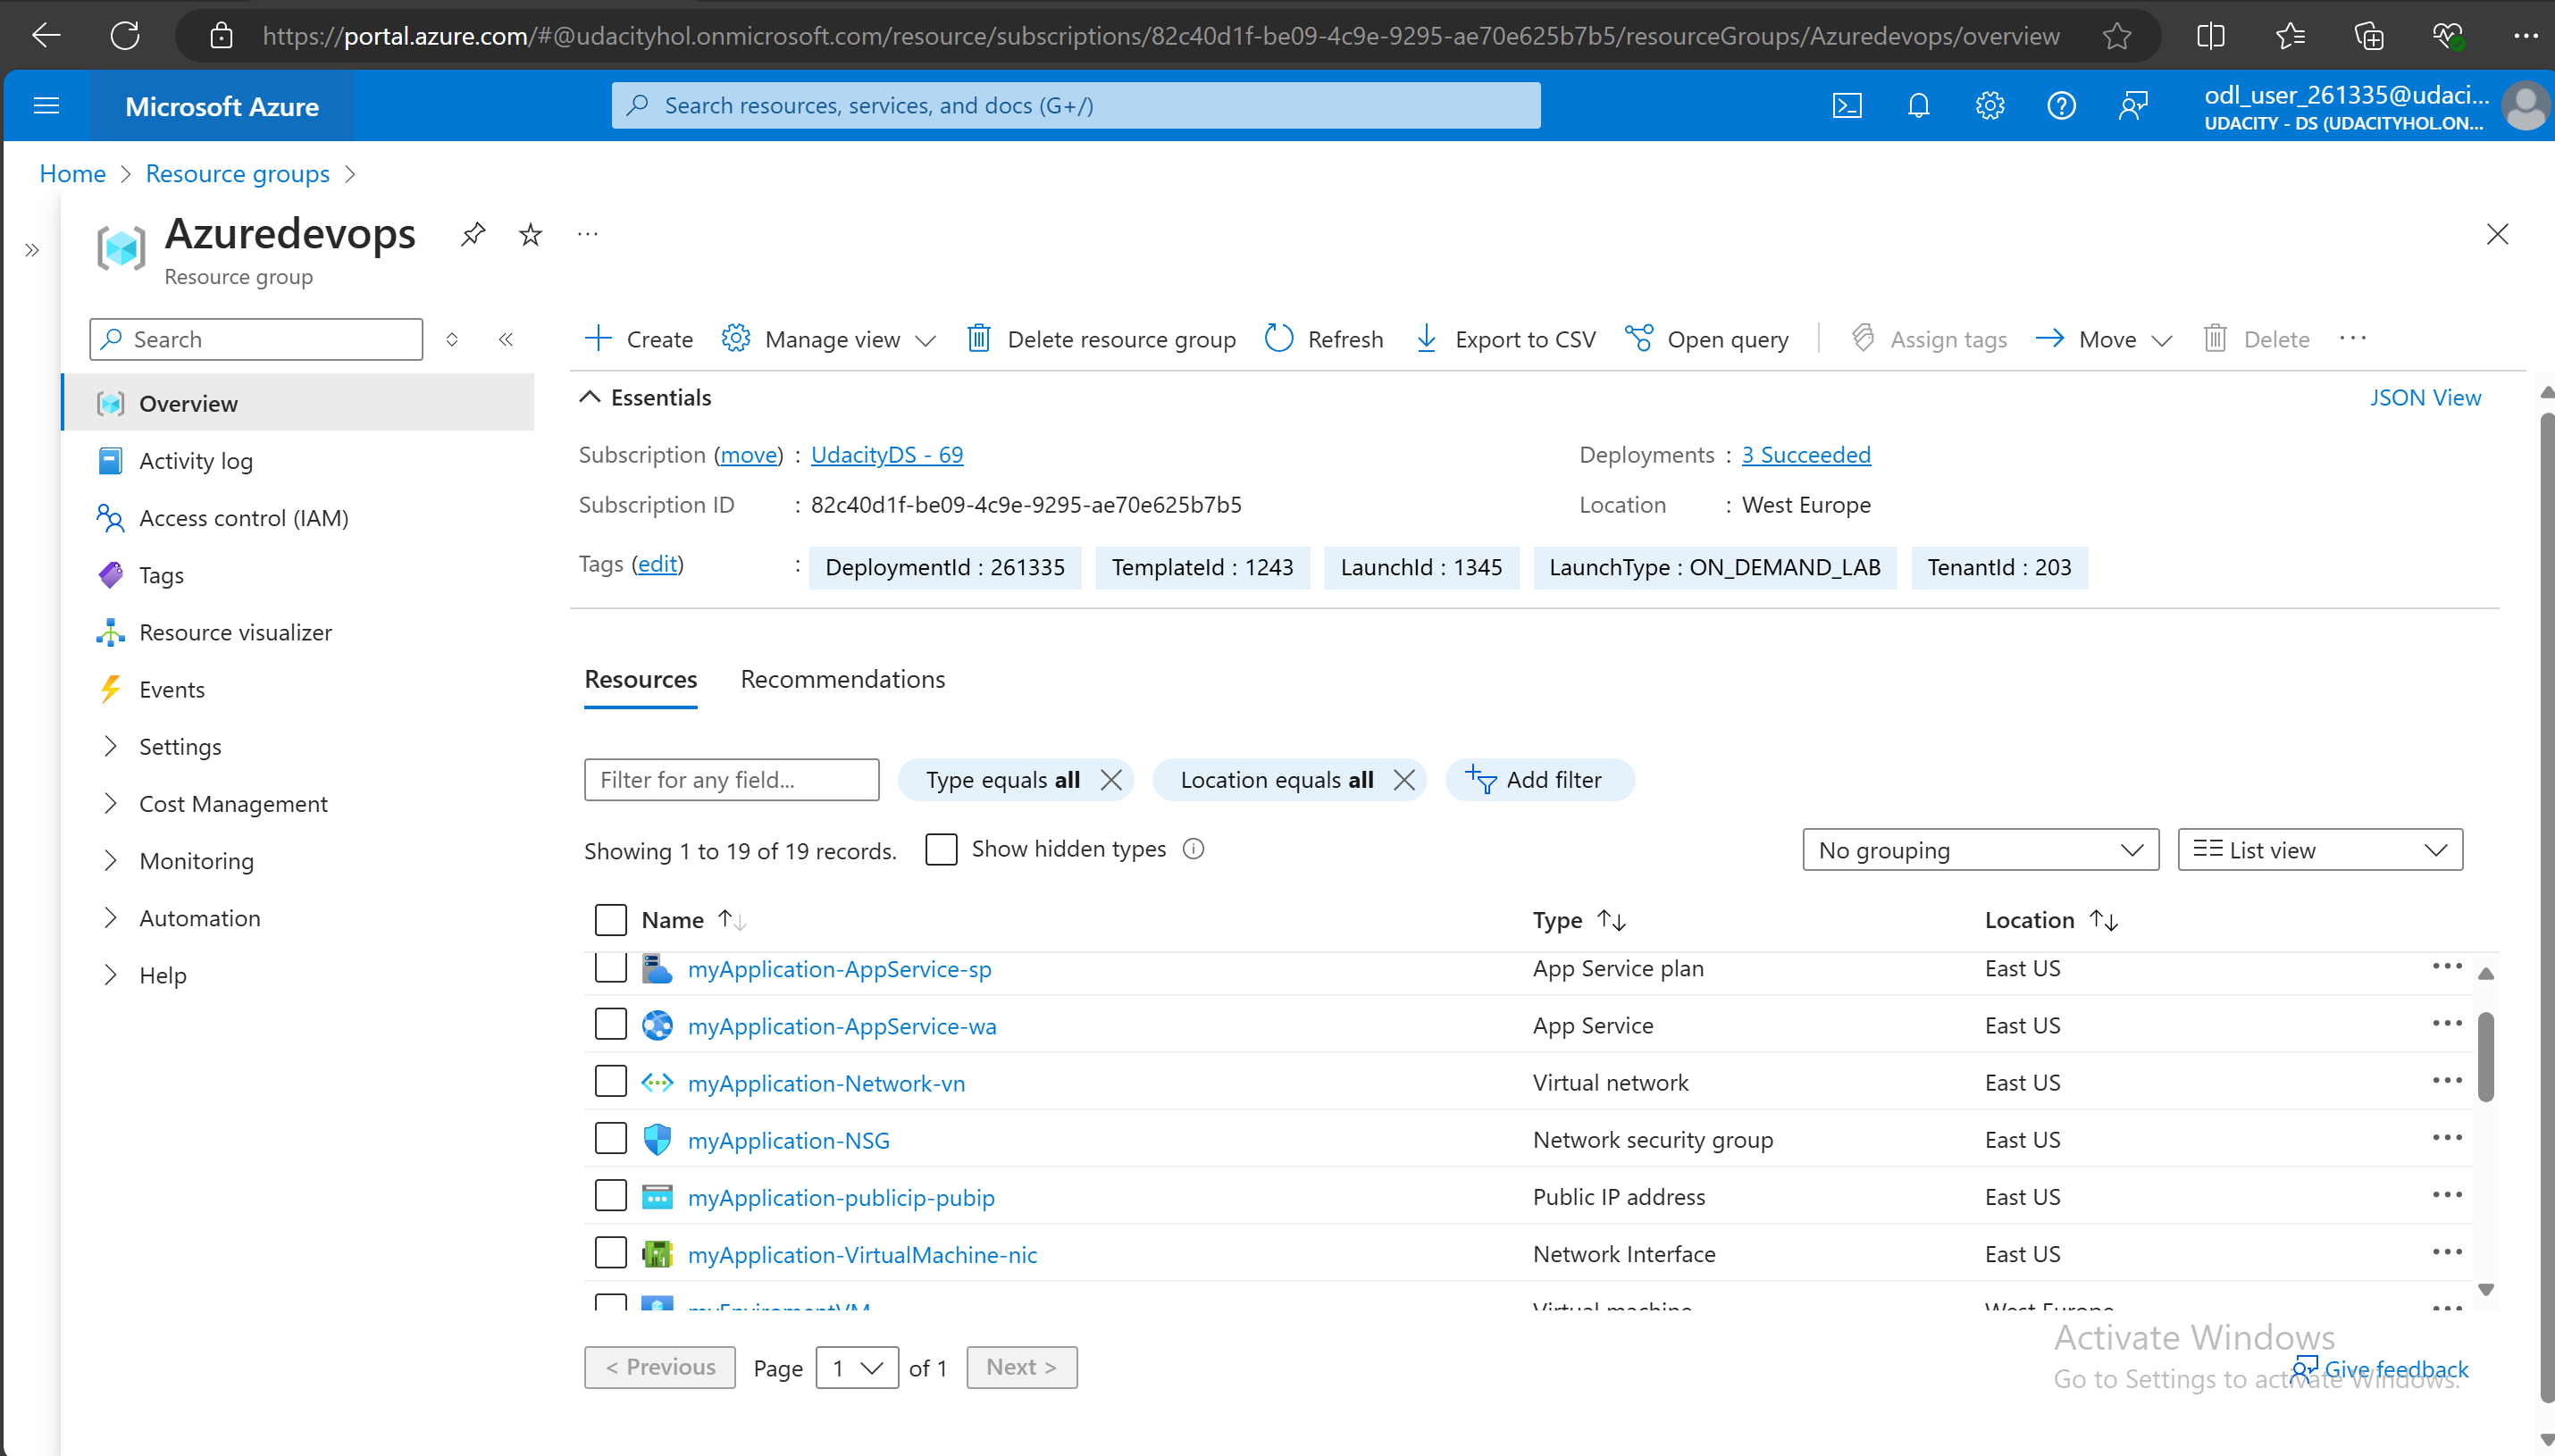 https://portal.azure.com/#@udacityhol.onmicrosoft.com/resource/subscriptions/82c40d1f-be09-4c9e-9295-ae70e625b7b5/resourceGroups/Azuredevops/overview
Microsoft Azure
Search resources, services, and docs (G+/)
odl_user_261335@udaci...
UDACITY - DS (UDACITYHOL.ON...
Home > Resource groups >
Azuredevops
Resource group
Search
Create Manage view Delete resource group Refresh Export to CSV Open query Assign tags Move Delete
Overview
Activity log
Access control (IAM)
Tags
Resource visualizer
Events
Settings
Cost Management
Monitoring
Automation
Help
Essentials
JSON View
Subscription (move) : UdacityDS - 69
Deployments : 3 Succeeded
Subscription ID : 82c40d1f-be09-4c9e-9295-ae70e625b7b5
Location : West Europe
Tags (edit) : DeploymentId : 261335 TemplateId : 1243 LaunchId : 1345 LaunchType : ON_DEMAND_LAB TenantId : 203
Resources Recommendations
Filter for any field... Type equals all Location equals all Add filter
Showing 1 to 19 of 19 records. Show hidden types No grouping List view
Name Type Location
myApplication-AppService-sp App Service plan East US
myApplication-AppService-wa App Service East US
myApplication-Network-vn Virtual network East US
myApplication-NSG Network security group East US
myApplication-publicip-pubip Public IP address East US
myApplication-VirtualMachine-nic Network Interface East US
myEnviromentVM Virtual machine West Europe
< Previous Page 1 of 1 Next >
Activate Windows
Go to Settings to activate Windows.
Give feedback